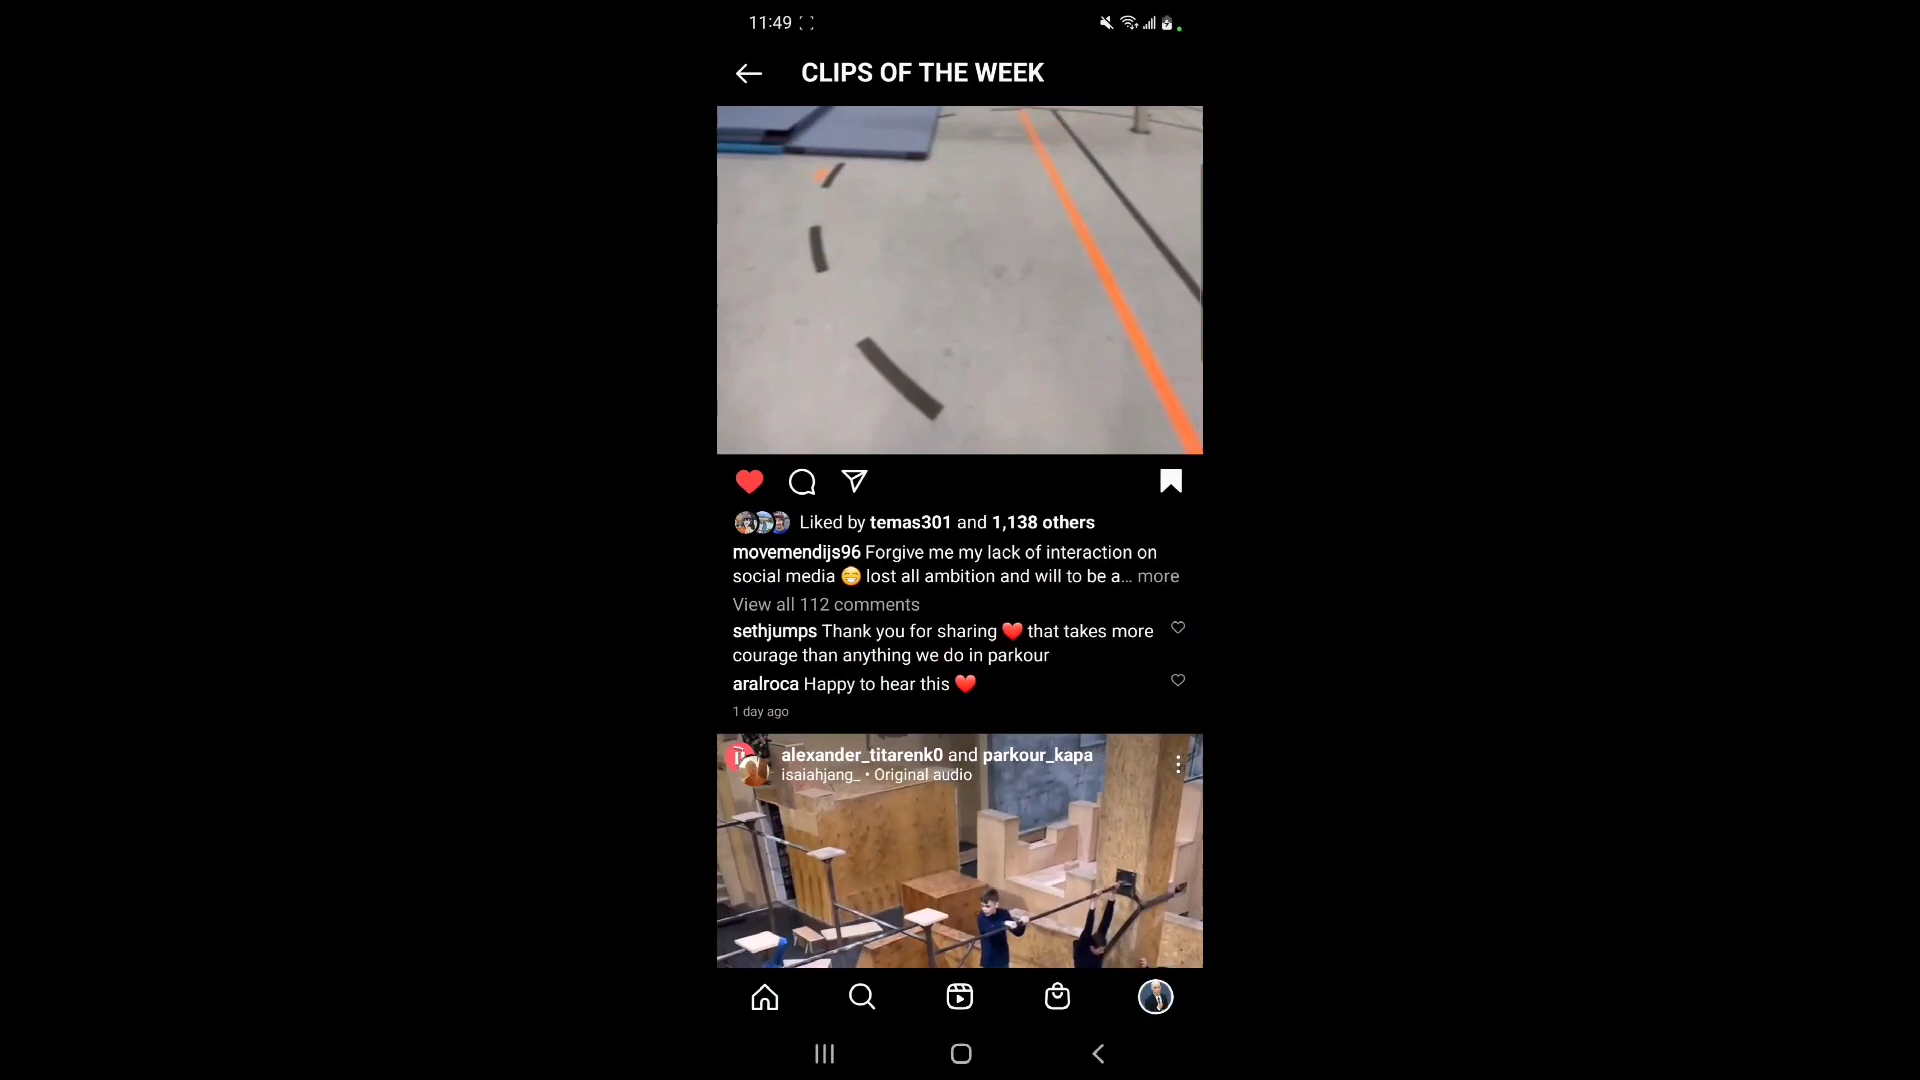 11:49
CLIPS OF THE WEEK
Liked by temas301 and 1,138 others
movemendijs96 Forgive me my lack of interaction on
social media 😁 lost all ambition and will to be a... more
View all 112 comments
sethjumps Thank you for sharing ❤️ that takes more
courage than anything we do in parkour
aralroca Happy to hear this ❤️
1 day ago
alexander_titarenk0 and parkour_kapa
isaiahjang_ • Original audio